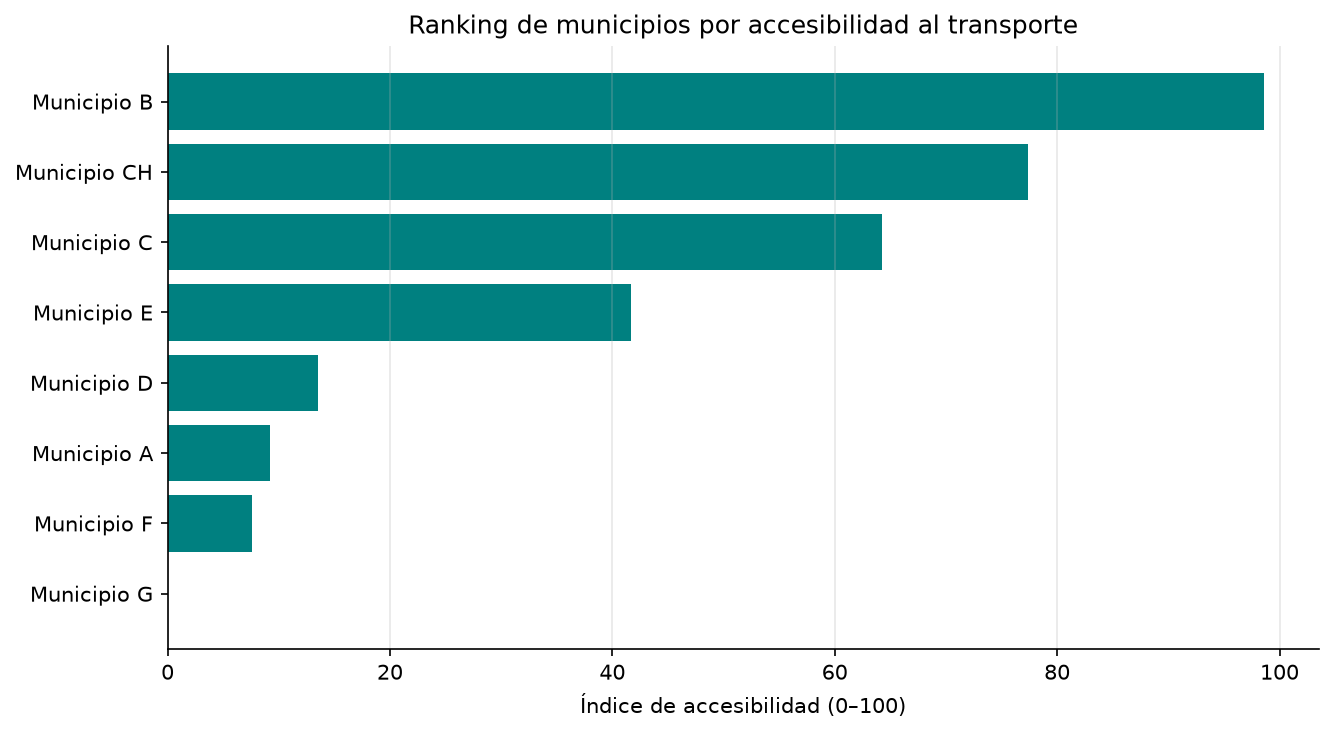 Ranking de municipios por accesibilidad al transporte
Municipio B
Municipio CH
Municipio C
Municipio E
Municipio D
Municipio A
Municipio F
Municipio G
0 20 40 60 80 100
Índice de accesibilidad (0–100)